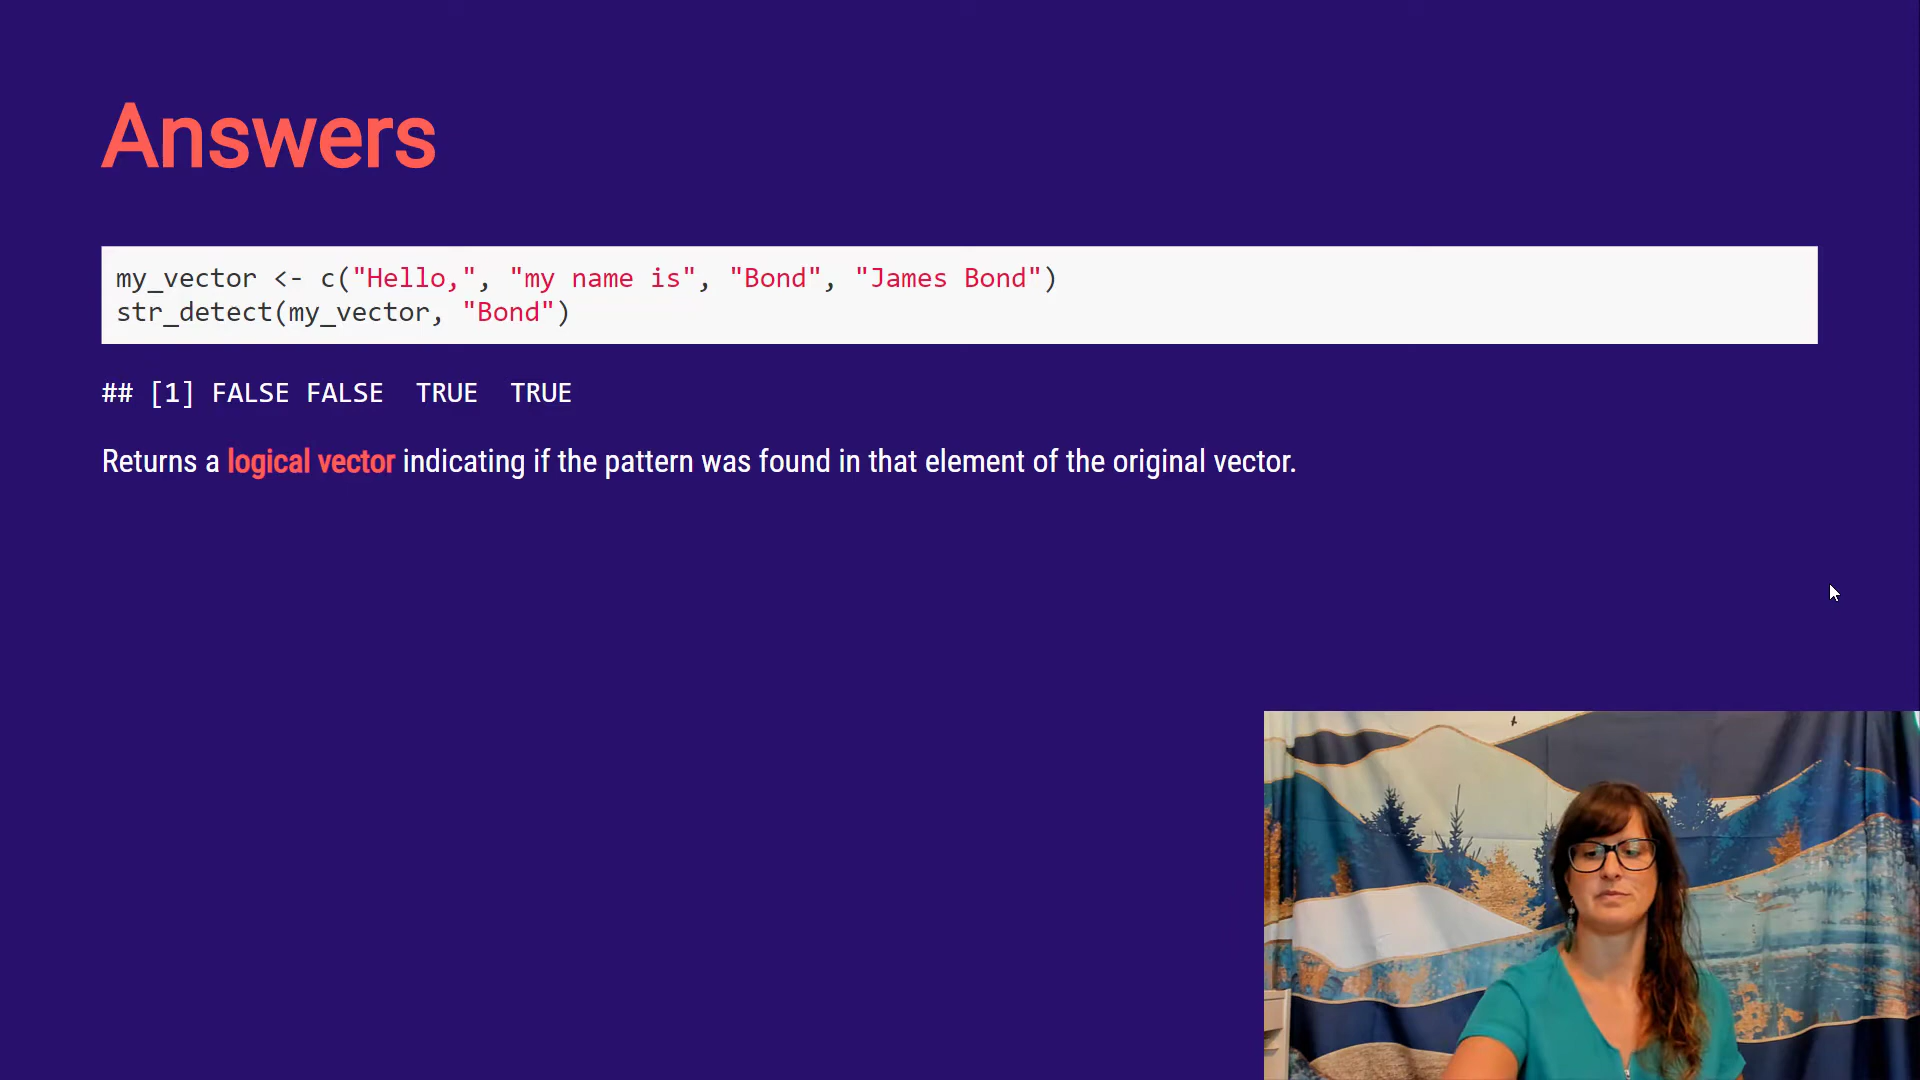 Answers
my_vector <- c("Hello,", "my name is", "Bond", "James Bond")
str_detect(my_vector, "Bond")
## [1] FALSE FALSE  TRUE  TRUE
Returns a logical vector indicating if the pattern was found in that element of the original vector.